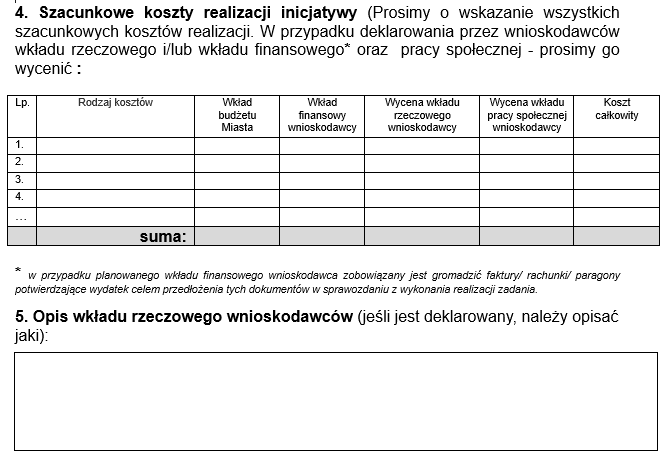 4. Szacunkowe koszty realizacji inicjatywy (Prosimy o wskazanie wszystkich
szacunkowych kosztów realizacji. W przypadku deklarowania przez wnioskodawców
wkładu rzeczowego i/lub wkładu finansowego* oraz pracy społecznej - prosimy go
wycenić :
Lp. Rodzaj kosztów Wkład budżetu Miasta Wkład finansowy wnioskodawcy Wycena wkładu rzeczowego wnioskodawcy Wycena wkładu pracy społecznej wnioskodawcy Koszt całkowity
1.
2.
3.
4.
...
suma:
* w przypadku planowanego wkładu finansowego wnioskodawca zobowiązany jest gromadzić faktury/ rachunki/ paragony
potwierdzające wydatek celem przedłożenia tych dokumentów w sprawozdaniu z wykonania realizacji zadania.
5. Opis wkładu rzeczowego wnioskodawców (jeśli jest deklarowany, należy opisać
jaki):